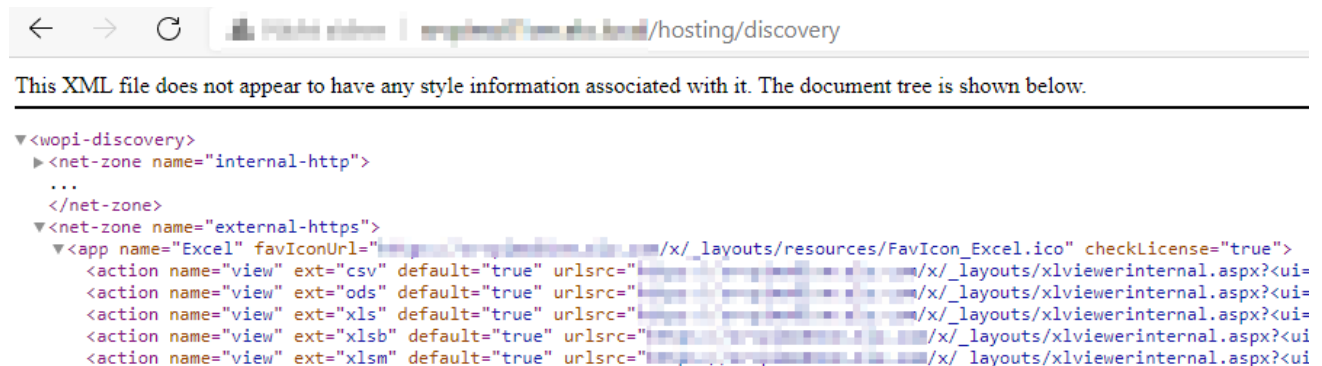 /hosting/discovery
This XML file does not appear to have any style information associated with it. The document tree is shown below.
▼<wopi-discovery>
▶<net-zone name="internal-http">
...
</net-zone>
▼<net-zone name="external-https">
▼<app name="Excel" favIconUrl=" /x/_layouts/resources/FavIcon_Excel.ico" checkLicense="true">
<action name="view" ext="csv" default="true" urlsrc=" /x/_layouts/xlviewerinternal.aspx?<ui=
<action name="view" ext="ods" default="true" urlsrc=" /x/_layouts/xlviewerinternal.aspx?<ui=
<action name="view" ext="xls" default="true" urlsrc=" /x/_layouts/xlviewerinternal.aspx?<ui=
<action name="view" ext="xlsb" default="true" urlsrc=" /x/_layouts/xlviewerinternal.aspx?<ui
<action name="view" ext="xlsm" default="true" urlsrc=" /x/_layouts/xlviewerinternal.aspx?<ui